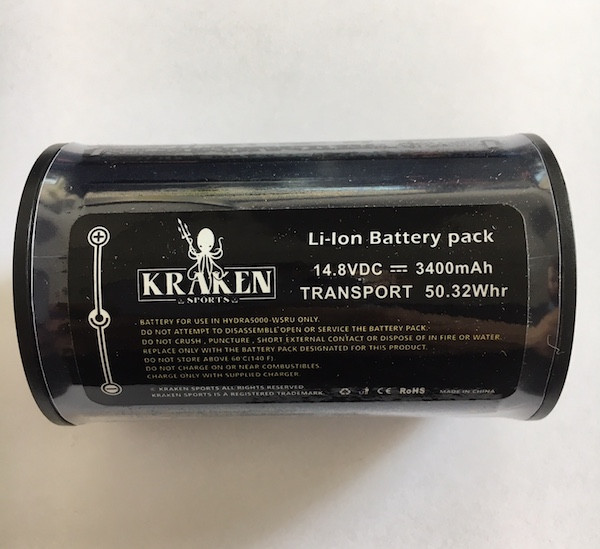 KRAKEN
SPORTS
Li-Ion Battery pack
14.8VDC ⎓ 3400mAh
TRANSPORT 50.32Whr
BATTERY FOR USE IN HYDRA5000-WSRU ONLY.
DO NOT ATTEMPT TO DISASSEMBLE OPEN OR SERVICE THE BATTERY PACK.
DO NOT CRUSH , PUNCTURE , SHORT EXTERNAL CONTACT OR DISPOSE OF IN FIRE OR WATER.
REPLACE ONLY WITH THE BATTERY PACK DESIGNATED FOR THIS PRODUCT.
DO NOT STORE ABOVE 60 C(140 F)
DO NOT CHARGE ON OR NEAR COMBUSTIBLES.
CHARGE ONLY WITH SUPPLIED CHARGER.
© KRAKEN SPORTS ALL RIGHTS RESERVED
KRAKEN SPORTS IS A REGISTERED TRADEMARK.
CE RoHS MADE IN CHINA